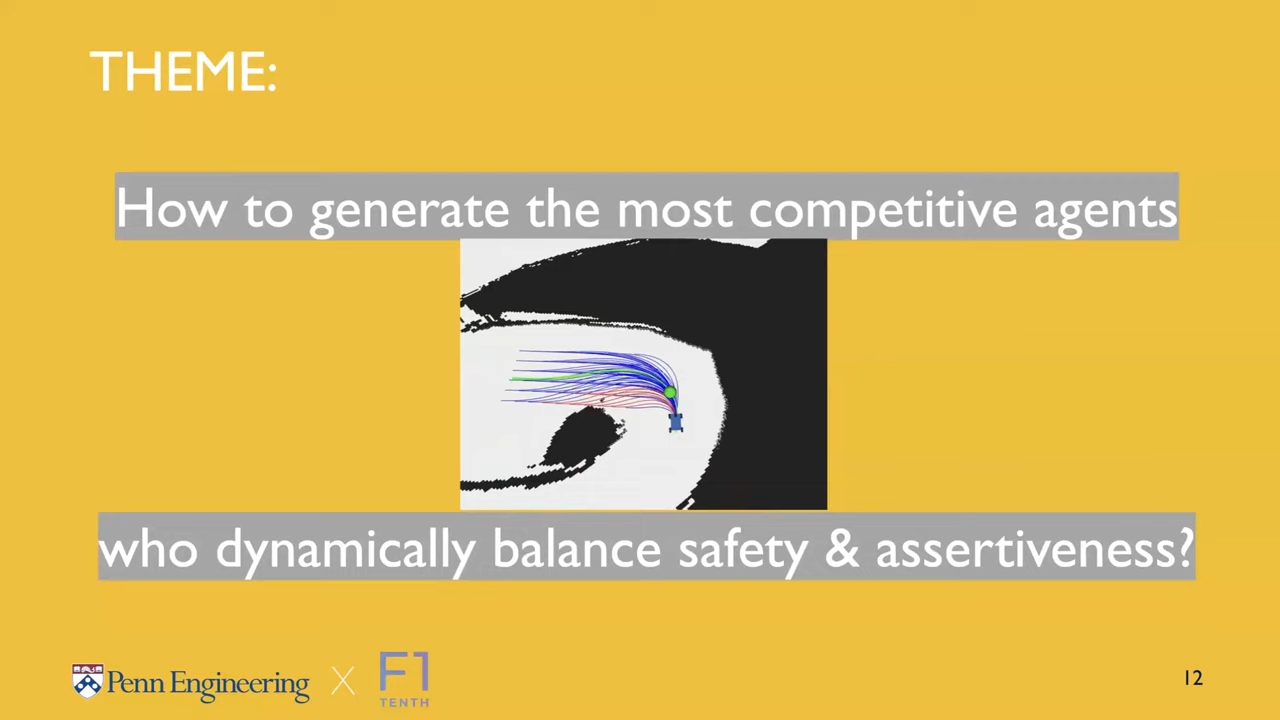 THEME:
How to generate the most competitive agents
who dynamically balance safety & assertiveness?
Penn Engineering X F1 TENTH
12